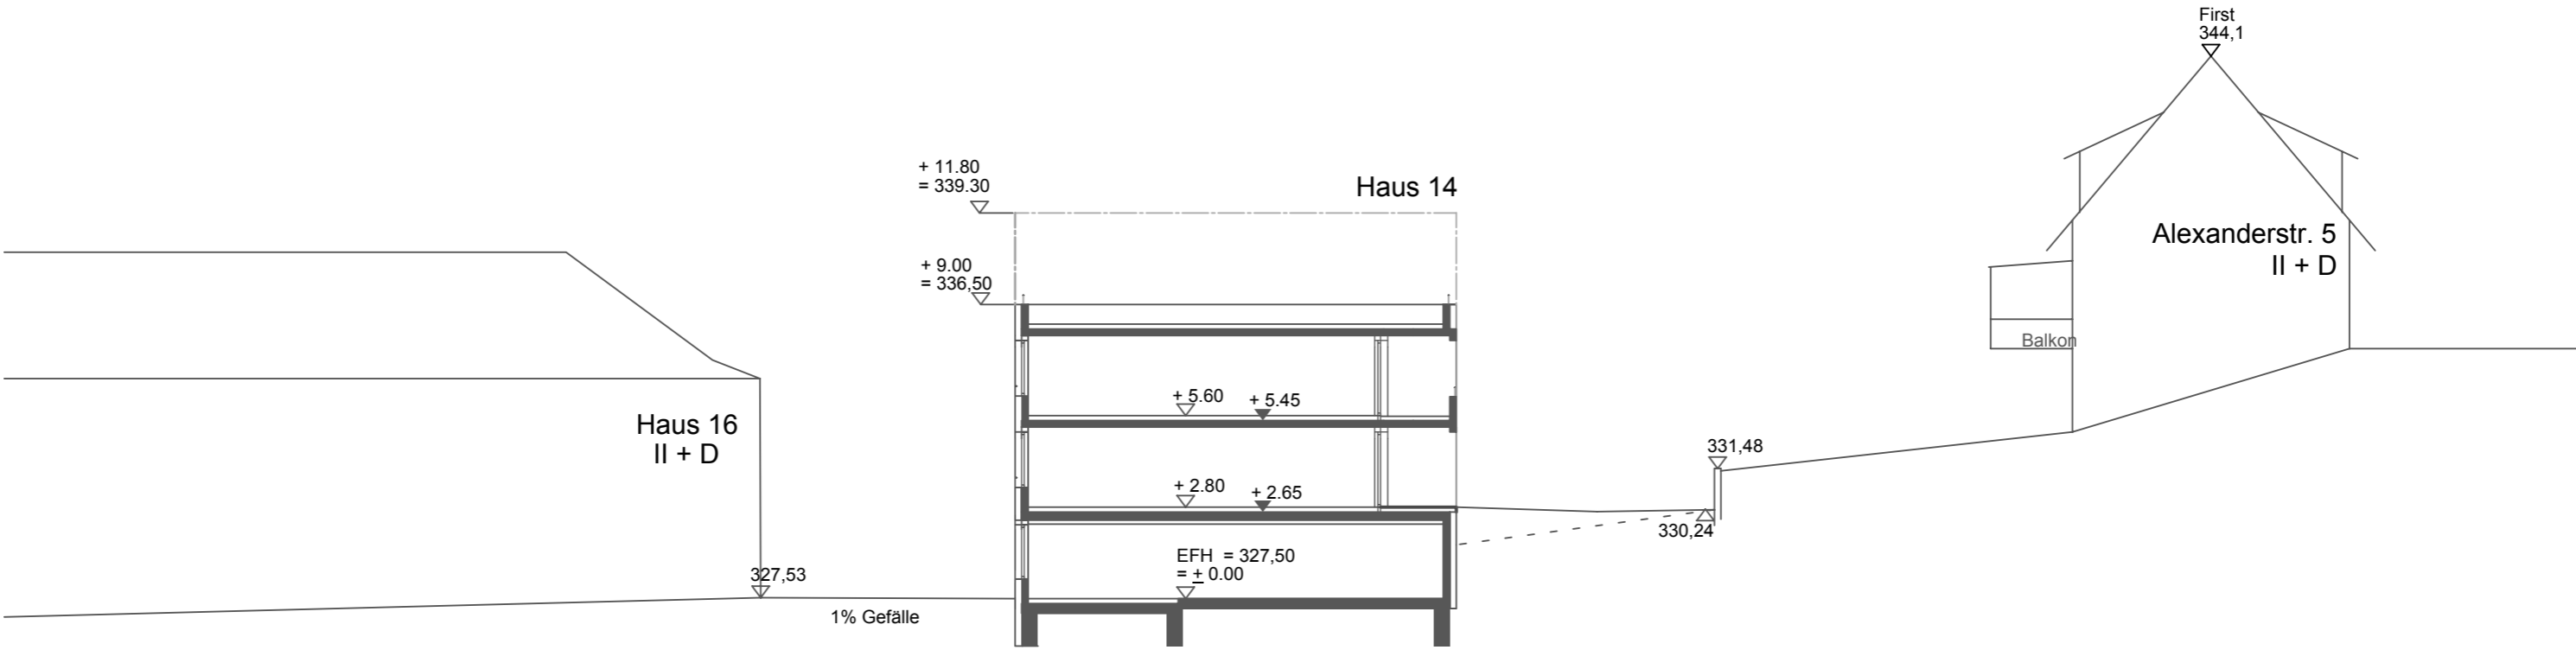 First
344,1
+ 11.80
= 339.30
Haus 14
Alexanderstr. 5
II + D
+ 9.00
= 336,50
Balkon
+ 5.60
+ 5.45
Haus 16
II + D
331,48
+ 2.80
+ 2.65
330,24
EFH = 327,50
= ± 0.00
327,53
1% Gefälle